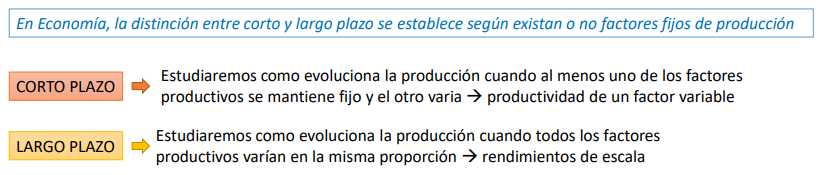 En Economía, la distinción entre corto y largo plazo se establece según existan o no factores fijos de producción
CORTO PLAZO
Estudiaremos como evoluciona la producción cuando al menos uno de los factores
productivos se mantiene fijo y el otro varia → productividad de un factor variable
LARGO PLAZO
Estudiaremos como evoluciona la producción cuando todos los factores
productivos varían en la misma proporción → rendimientos de escala